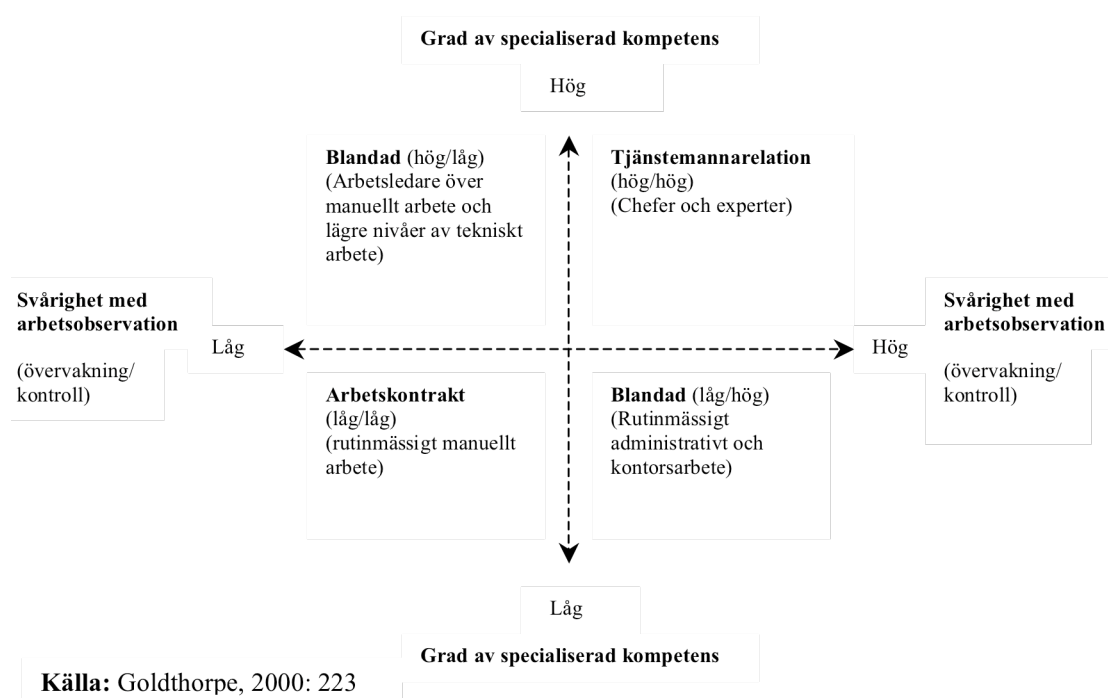 Grad av specialiserad kompetens
Hög
Blandad (hög/låg)
(Arbetsledare över
manuellt arbete och
lägre nivåer av tekniskt
arbete)
Tjänstemannarelation
(hög/hög)
(Chefer och experter)
Svårighet med
arbetsobservation
(övervakning/
kontroll)
Låg
Hög
Svårighet med
arbetsobservation
(övervakning/
kontroll)
Arbetskontrakt
(låg/låg)
(rutinmässigt manuellt
arbete)
Blandad (låg/hög)
(Rutinmässigt
administrativt och
kontorsarbete)
Låg
Grad av specialiserad kompetens
Källa: Goldthorpe, 2000: 223